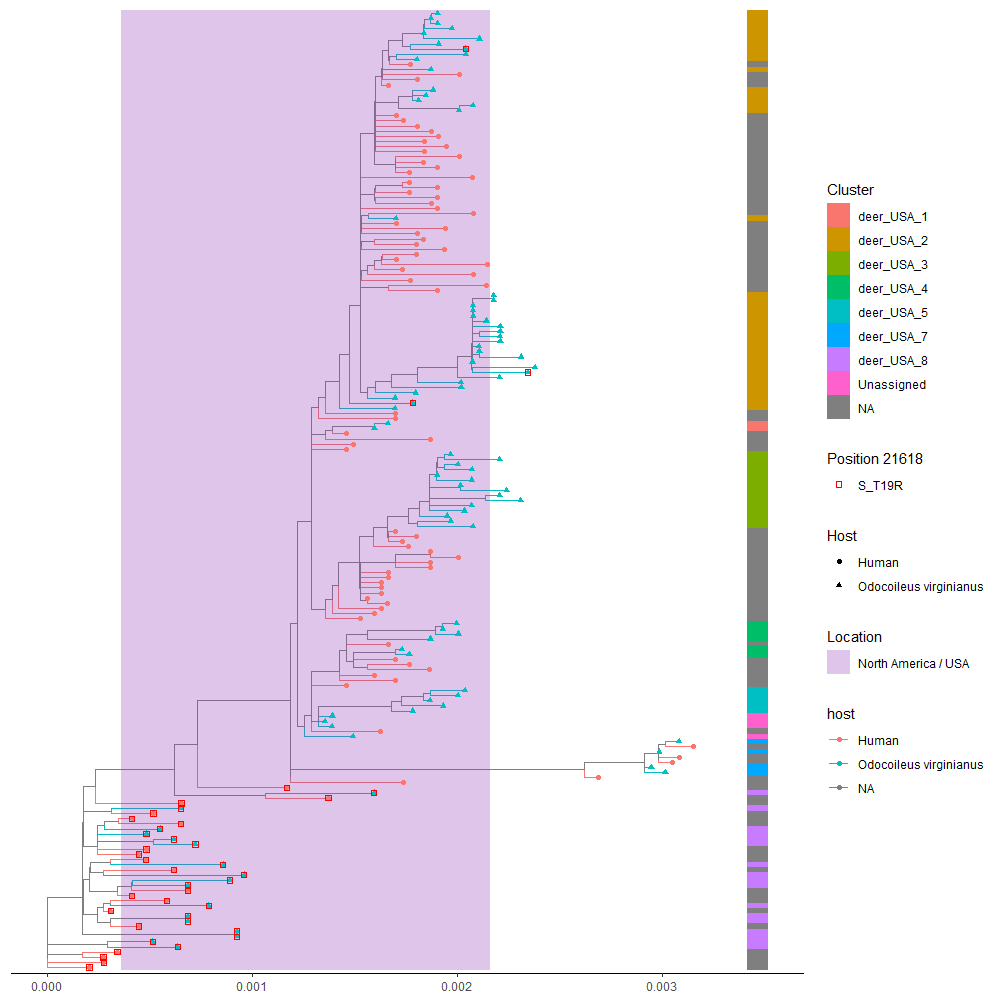 Cluster
deer_USA_1
deer_USA_2
deer_USA_3
deer_USA_4
deer_USA_5
deer_USA_7
deer_USA_8
Unassigned
NA
Position 21618
S_T19R
Host
Human
Odocoileus virginianus
Location
North America / USA
host
Human
Odocoileus virginianus
NA
0.000
0.001
0.002
0.003